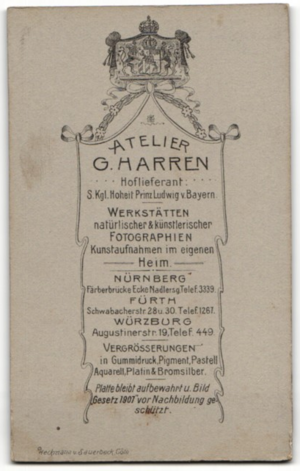 ATELIER
G. HARREN
Hoflieferant:
S. Kgl. Hoheit Prinz Ludwig v. Bayern.
WERKSTÄTTEN
natürlicher & künstlerischer
FOTOGRAPHIEN
Kunstaufnahmen im eigenen
Heim.
NÜRNBERG
Färberbrücke Ecke Nadlersg. Telef. 3199.
FÜRTH
Schwabacherstr. 28 u. 30. Telef. 1261.
WÜRZBURG
Augustinerstr. 19, Telef. 449.
VERGRÖSSERUNGEN
in Gummidruck, Pigment, Pastell
Aquarell, Platin & Bromsilber.
Platte bleibt aufbewahrt u. Bild
Gesetz 1907 vor Nachbildung ge
schützt.